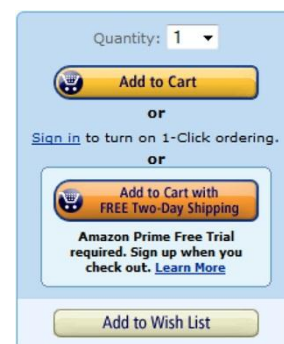 Quantity: 1
Add to Cart
or
Sign in to turn on 1-Click ordering.
or
Add to Cart with
FREE Two-Day Shipping
Amazon Prime Free Trial
required. Sign up when you
check out. Learn More
Add to Wish List